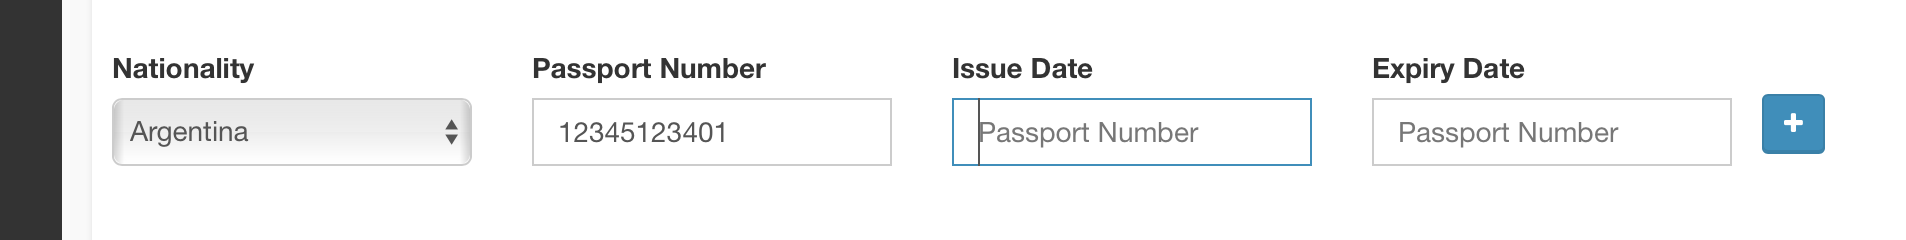 Nationality Passport Number Issue Date Expiry Date
Argentina 12345123401 Passport Number Passport Number +